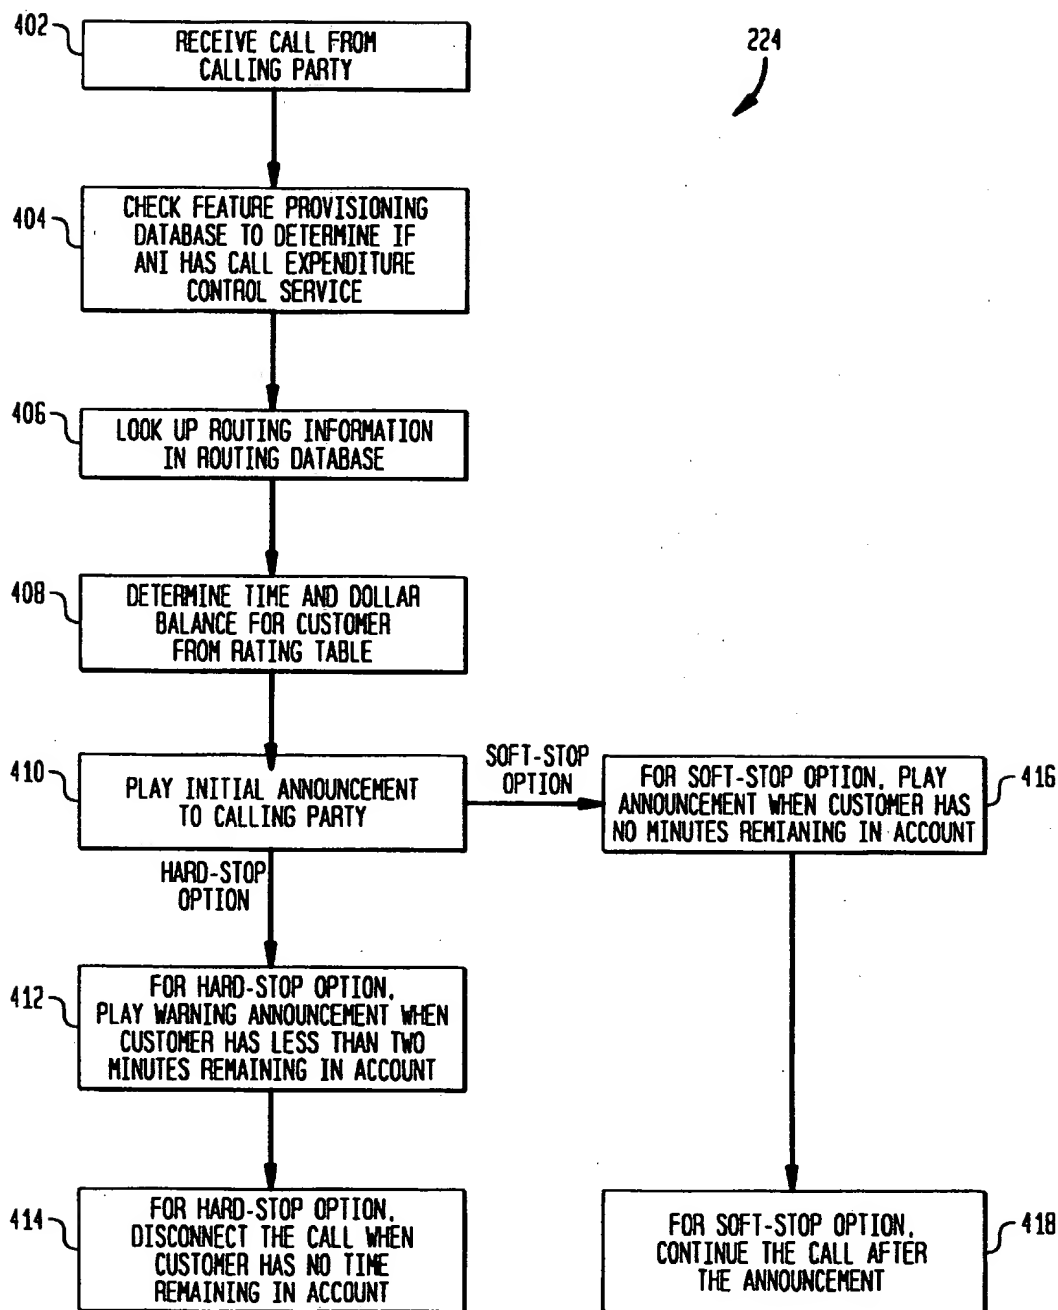 402
RECEIVE CALL FROM
CALLING PARTY
224
404
CHECK FEATURE PROVISIONING
DATABASE TO DETERMINE IF
ANI HAS CALL EXPENDITURE
CONTROL SERVICE
406
LOOK UP ROUTING INFORMATION
IN ROUTING DATABASE
408
DETERMINE TIME AND DOLLAR
BALANCE FOR CUSTOMER
FROM RATING TABLE
410
PLAY INITIAL ANNOUNCEMENT
TO CALLING PARTY
SOFT-STOP
OPTION
FOR SOFT-STOP OPTION, PLAY
ANNOUNCEMENT WHEN CUSTOMER HAS
NO MINUTES REMIANING IN ACCOUNT
416
HARD-STOP
OPTION
412
FOR HARD-STOP OPTION,
PLAY WARNING ANNOUNCEMENT WHEN
CUSTOMER HAS LESS THAN TWO
MINUTES REMAINING IN ACCOUNT
414
FOR HARD-STOP OPTION,
DISCONNECT THE CALL WHEN
CUSTOMER HAS NO TIME
REMAINING IN ACCOUNT
FOR SOFT-STOP OPTION,
CONTINUE THE CALL AFTER
THE ANNOUNCEMENT
418